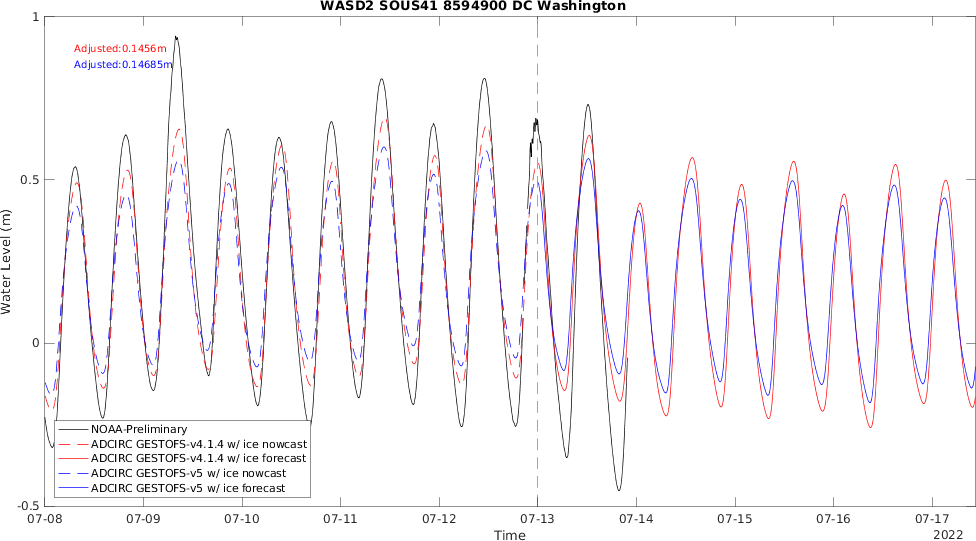 WASD2 SOUS41 8594900 DC Washington
1
Adjusted:0.1456m
Adjusted:0.14685m
0.5
Water Level (m)
0
NOAA-Preliminary
ADCIRC GESTOFS-v4.1.4 w/ ice nowcast
ADCIRC GESTOFS-v4.1.4 w/ ice forecast
ADCIRC GESTOFS-v5 w/ ice nowcast
ADCIRC GESTOFS-v5 w/ ice forecast
-0.5
07-08 07-09 07-10 07-11 07-12 07-13 07-14 07-15 07-16 07-17
Time
2022